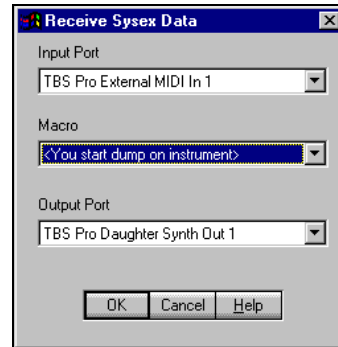 Receive Sysex Data
Input Port
TBS Pro External MIDI In 1
Macro
<You start dump on instrument>
Output Port
TBS Pro Daughter Synth Out 1
OK Cancel Help